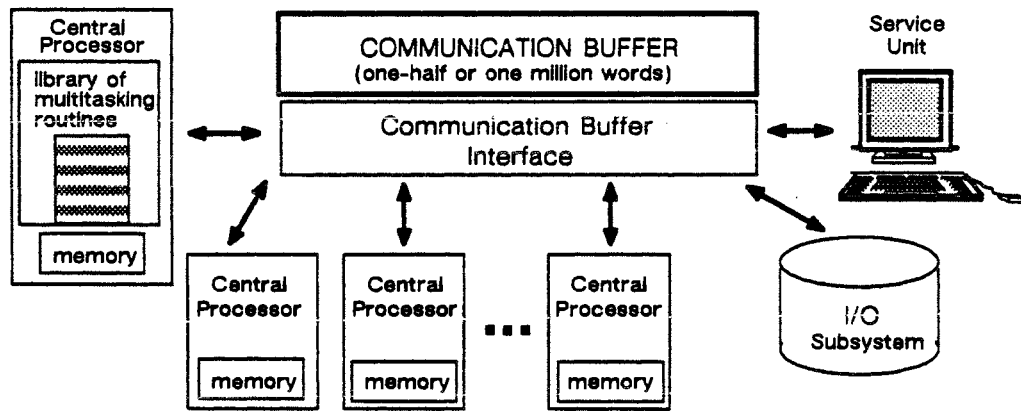 Central
Processor
library of
multitasking
routines
memory
COMMUNICATION BUFFER
(one-half or one million words)
Communication Buffer
Interface
Service
Unit
Central
Processor
memory
Central
Processor
memory
Central
Processor
memory
I/O
Subsystem